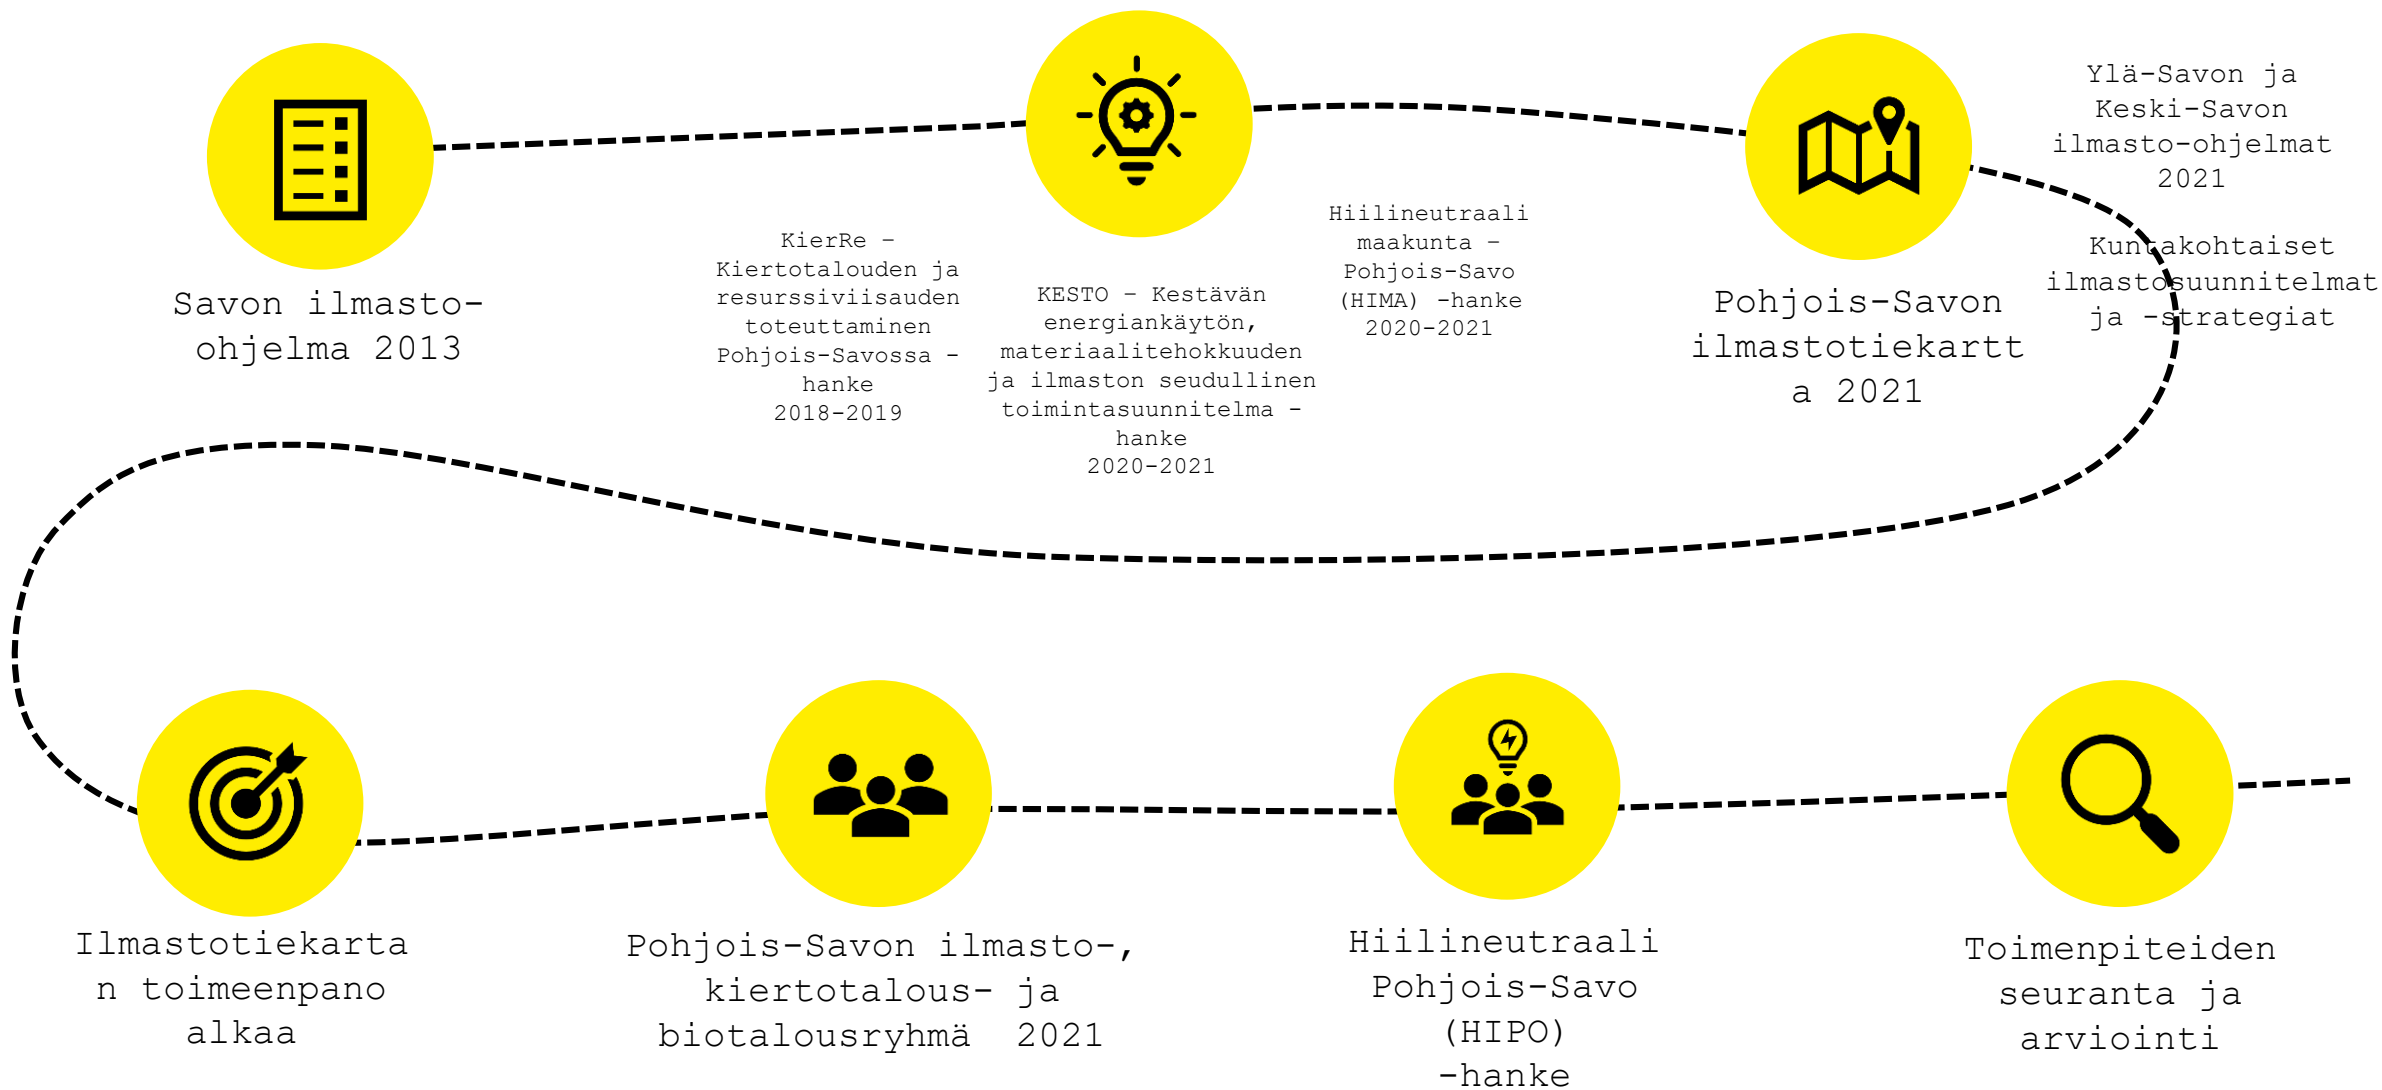 Savon ilmasto-
ohjelma 2013
KierRe –
Kiertotalouden ja
resurssiviisauden
toteuttaminen
Pohjois-Savossa -
hanke
2018-2019
KESTO – Kestävän
energiankäytön,
materiaalitehokkuuden
ja ilmaston seudullinen
toimintasuunnitelma -
hanke
2020-2021
Hiilineutraali
maakunta –
Pohjois-Savo
(HIMA) -hanke
2020-2021
Pohjois-Savon
ilmastotiekartt
a 2021
Ylä-Savon ja
Keski-Savon
ilmasto-ohjelmat
2021
Kuntakohtaiset
ilmastosuunnitelmat
ja -strategiat
Ilmastotiekarta
n toimeenpano
alkaa
Pohjois-Savon ilmasto-,
kiertotalous- ja
biotalousryhmä 2021
Hiilineutraali
Pohjois-Savo
(HIPO)
-hanke
Toimenpiteiden
seuranta ja
arviointi